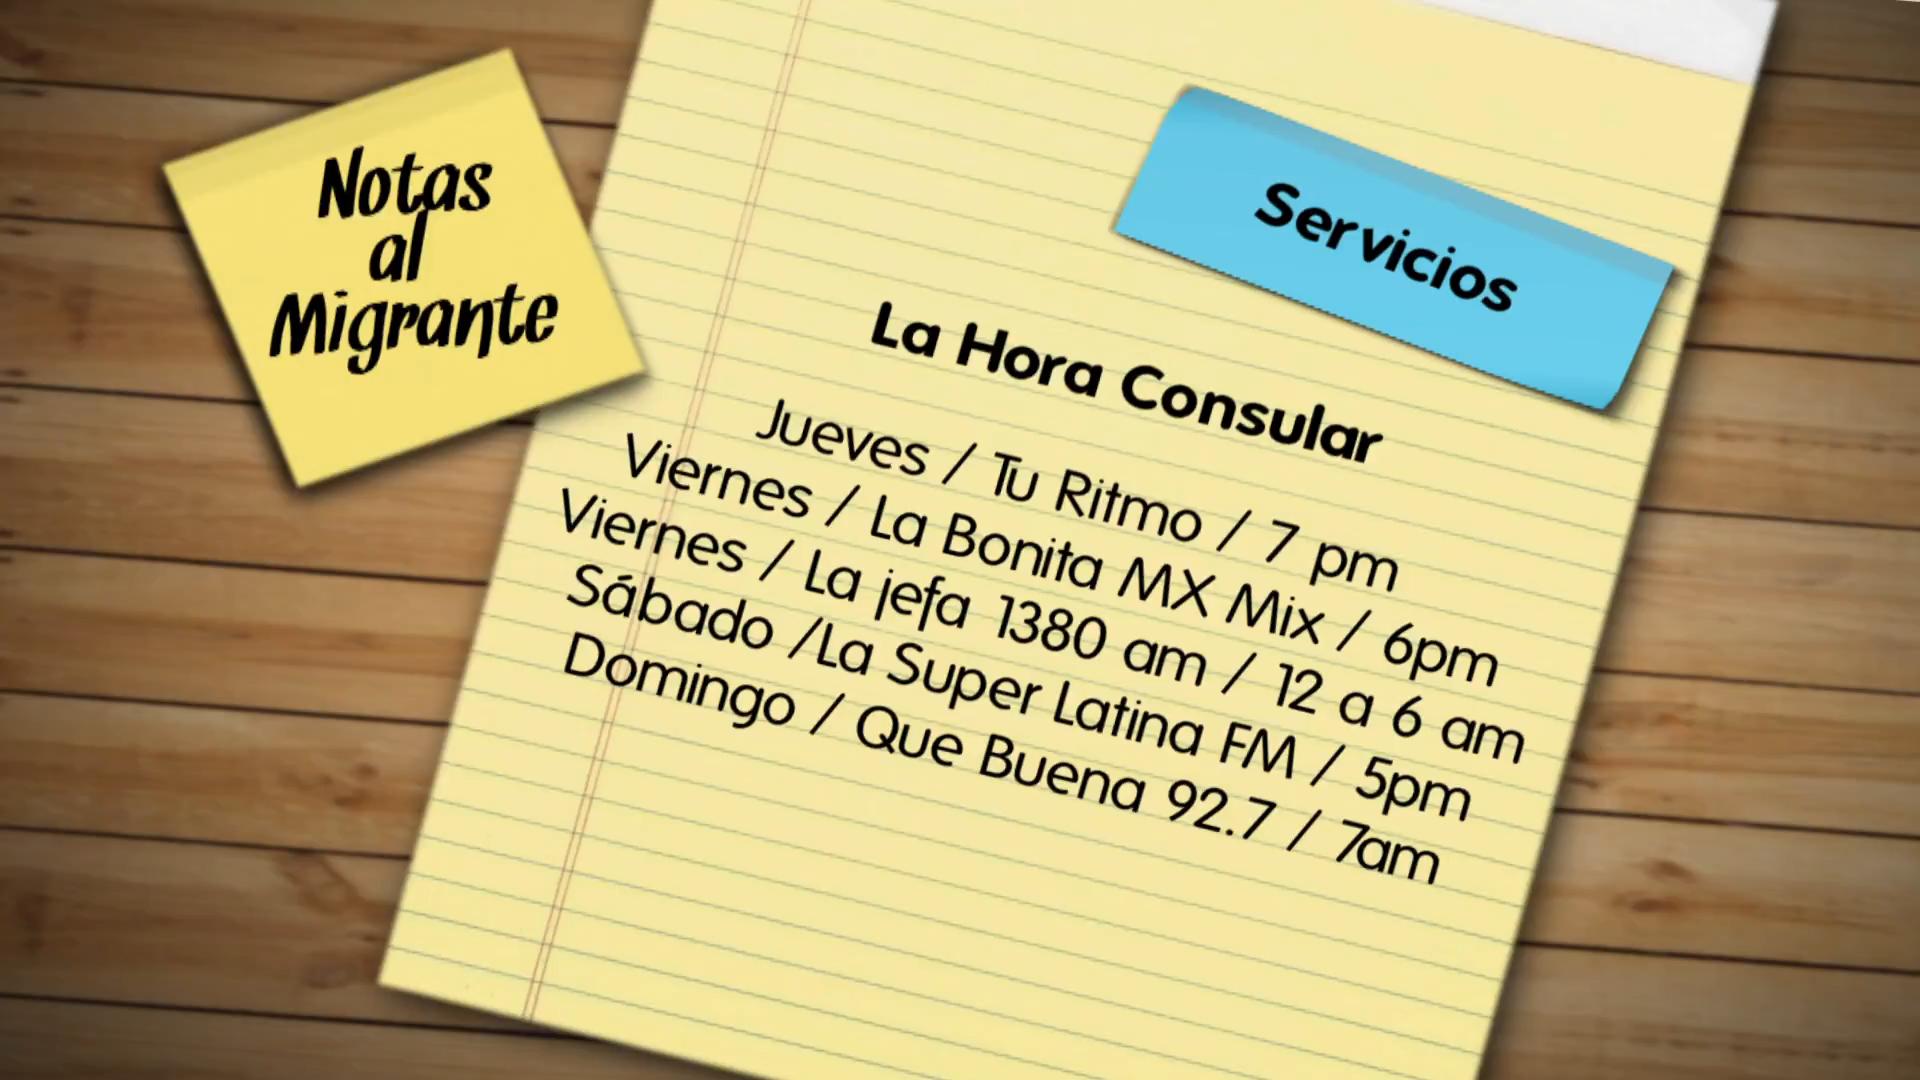 Notas
al
Migrante
Servicios
La Hora Consular
Jueves / Tu Ritmo / 7 pm
Viernes / La Bonita MX Mix / 6pm
Viernes / La jefa 1380 am / 12 a 6 am
Sábado /La Super Latina FM / 5pm
Domingo / Que Buena 92.7 / 7am